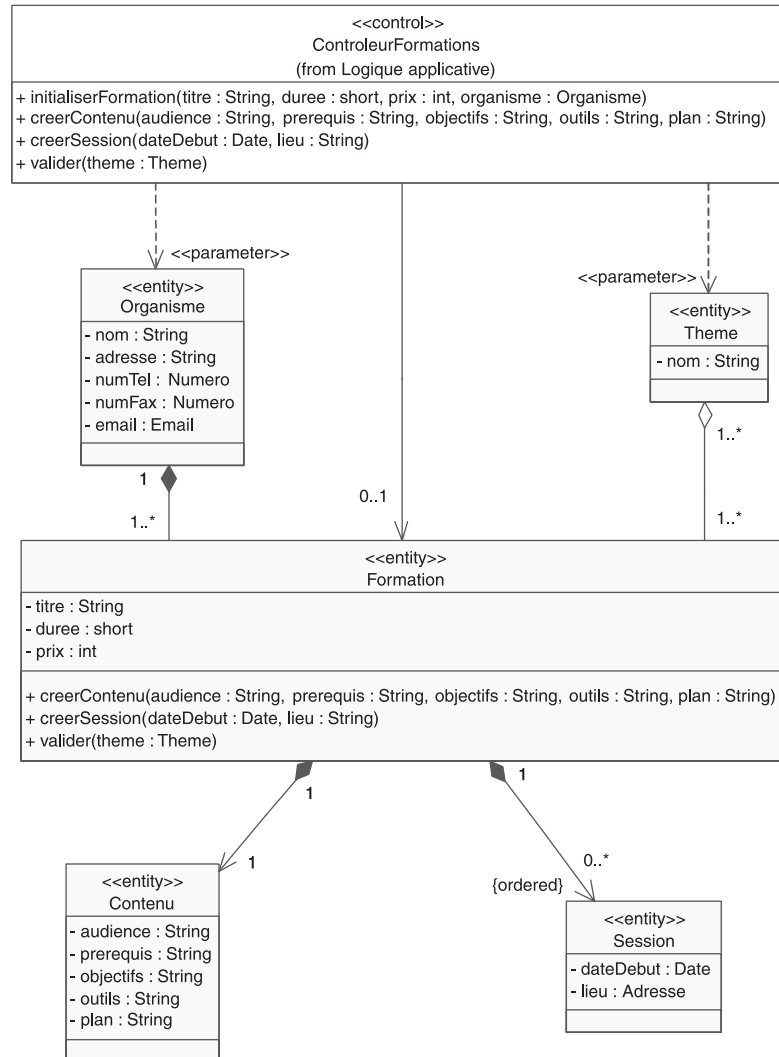 <<control>>
ControleurFormations
(from Logique applicative)
+ initialiserFormation(titre : String, duree : short, prix : int, organisme : Organisme)
+ creerContenu(audience : String, prerequis : String, objectifs : String, outils : String, plan : String)
+ creerSession(dateDebut : Date, lieu : String)
+ valider(theme : Theme)
<<parameter>>
<<parameter>>
<<entity>>
Organisme
- nom : String
- adresse : String
- numTel : Numero
- numFax : Numero
- email : Email
<<entity>>
Theme
- nom : String
1
1..*
0..1
1..*
1..*
<<entity>>
Formation
- titre : String
- duree : short
- prix : int
+ creerContenu(audience : String, prerequis : String, objectifs : String, outils : String, plan : String)
+ creerSession(dateDebut : Date, lieu : String)
+ valider(theme : Theme)
1
1
1
0..*
{ordered}
<<entity>>
Contenu
- audience : String
- prerequis : String
- objectifs : String
- outils : String
- plan : String
<<entity>>
Session
- dateDebut : Date
- lieu : Adresse